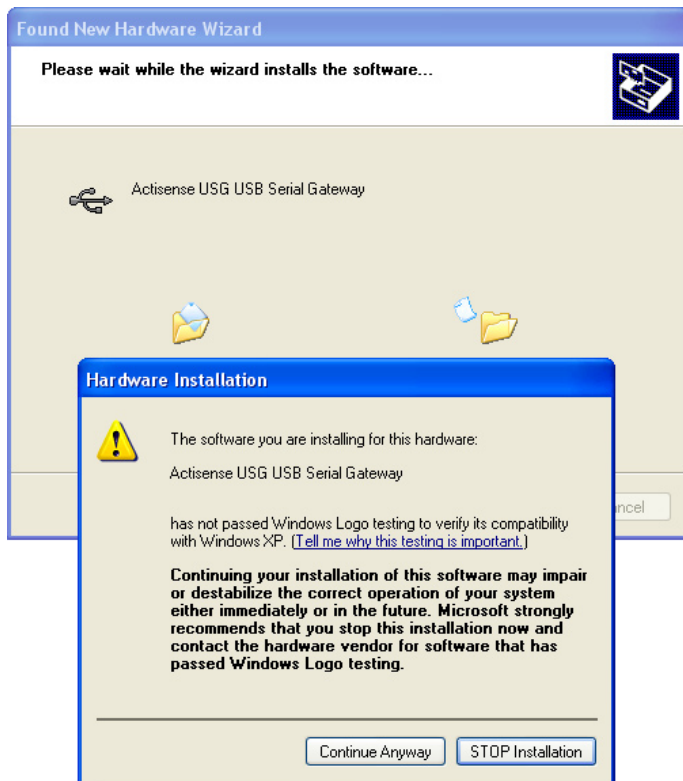 Found New Hardware Wizard
Please wait while the wizard installs the software...
Actisense USG USB Serial Gateway
Hardware Installation
The software you are installing for this hardware:
Actisense USG USB Serial Gateway
has not passed Windows Logo testing to verify its compatibility
with Windows XP. (Tell me why this testing is important.)
Continuing your installation of this software may impair
or destabilize the correct operation of your system
either immediately or in the future. Microsoft strongly
recommends that you stop this installation now and
contact the hardware vendor for software that has
passed Windows Logo testing.
Continue Anyway
STOP Installation